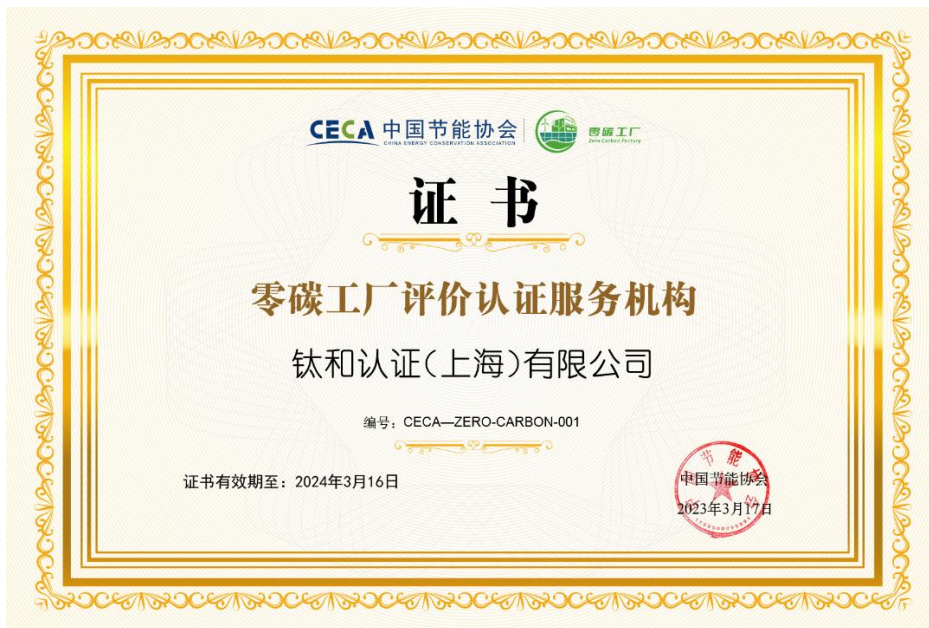 CECA 中国节能协会 零碳工厂
CHINA ENERGY CONSERVATION ASSOCIATION Zero Carbon Factory
证 书
零碳工厂评价认证服务机构
钛和认证(上海)有限公司
编号：CECA—ZERO-CARBON-001
证书有效期至：2024年3月16日
中国节能协会
2023年3月17日